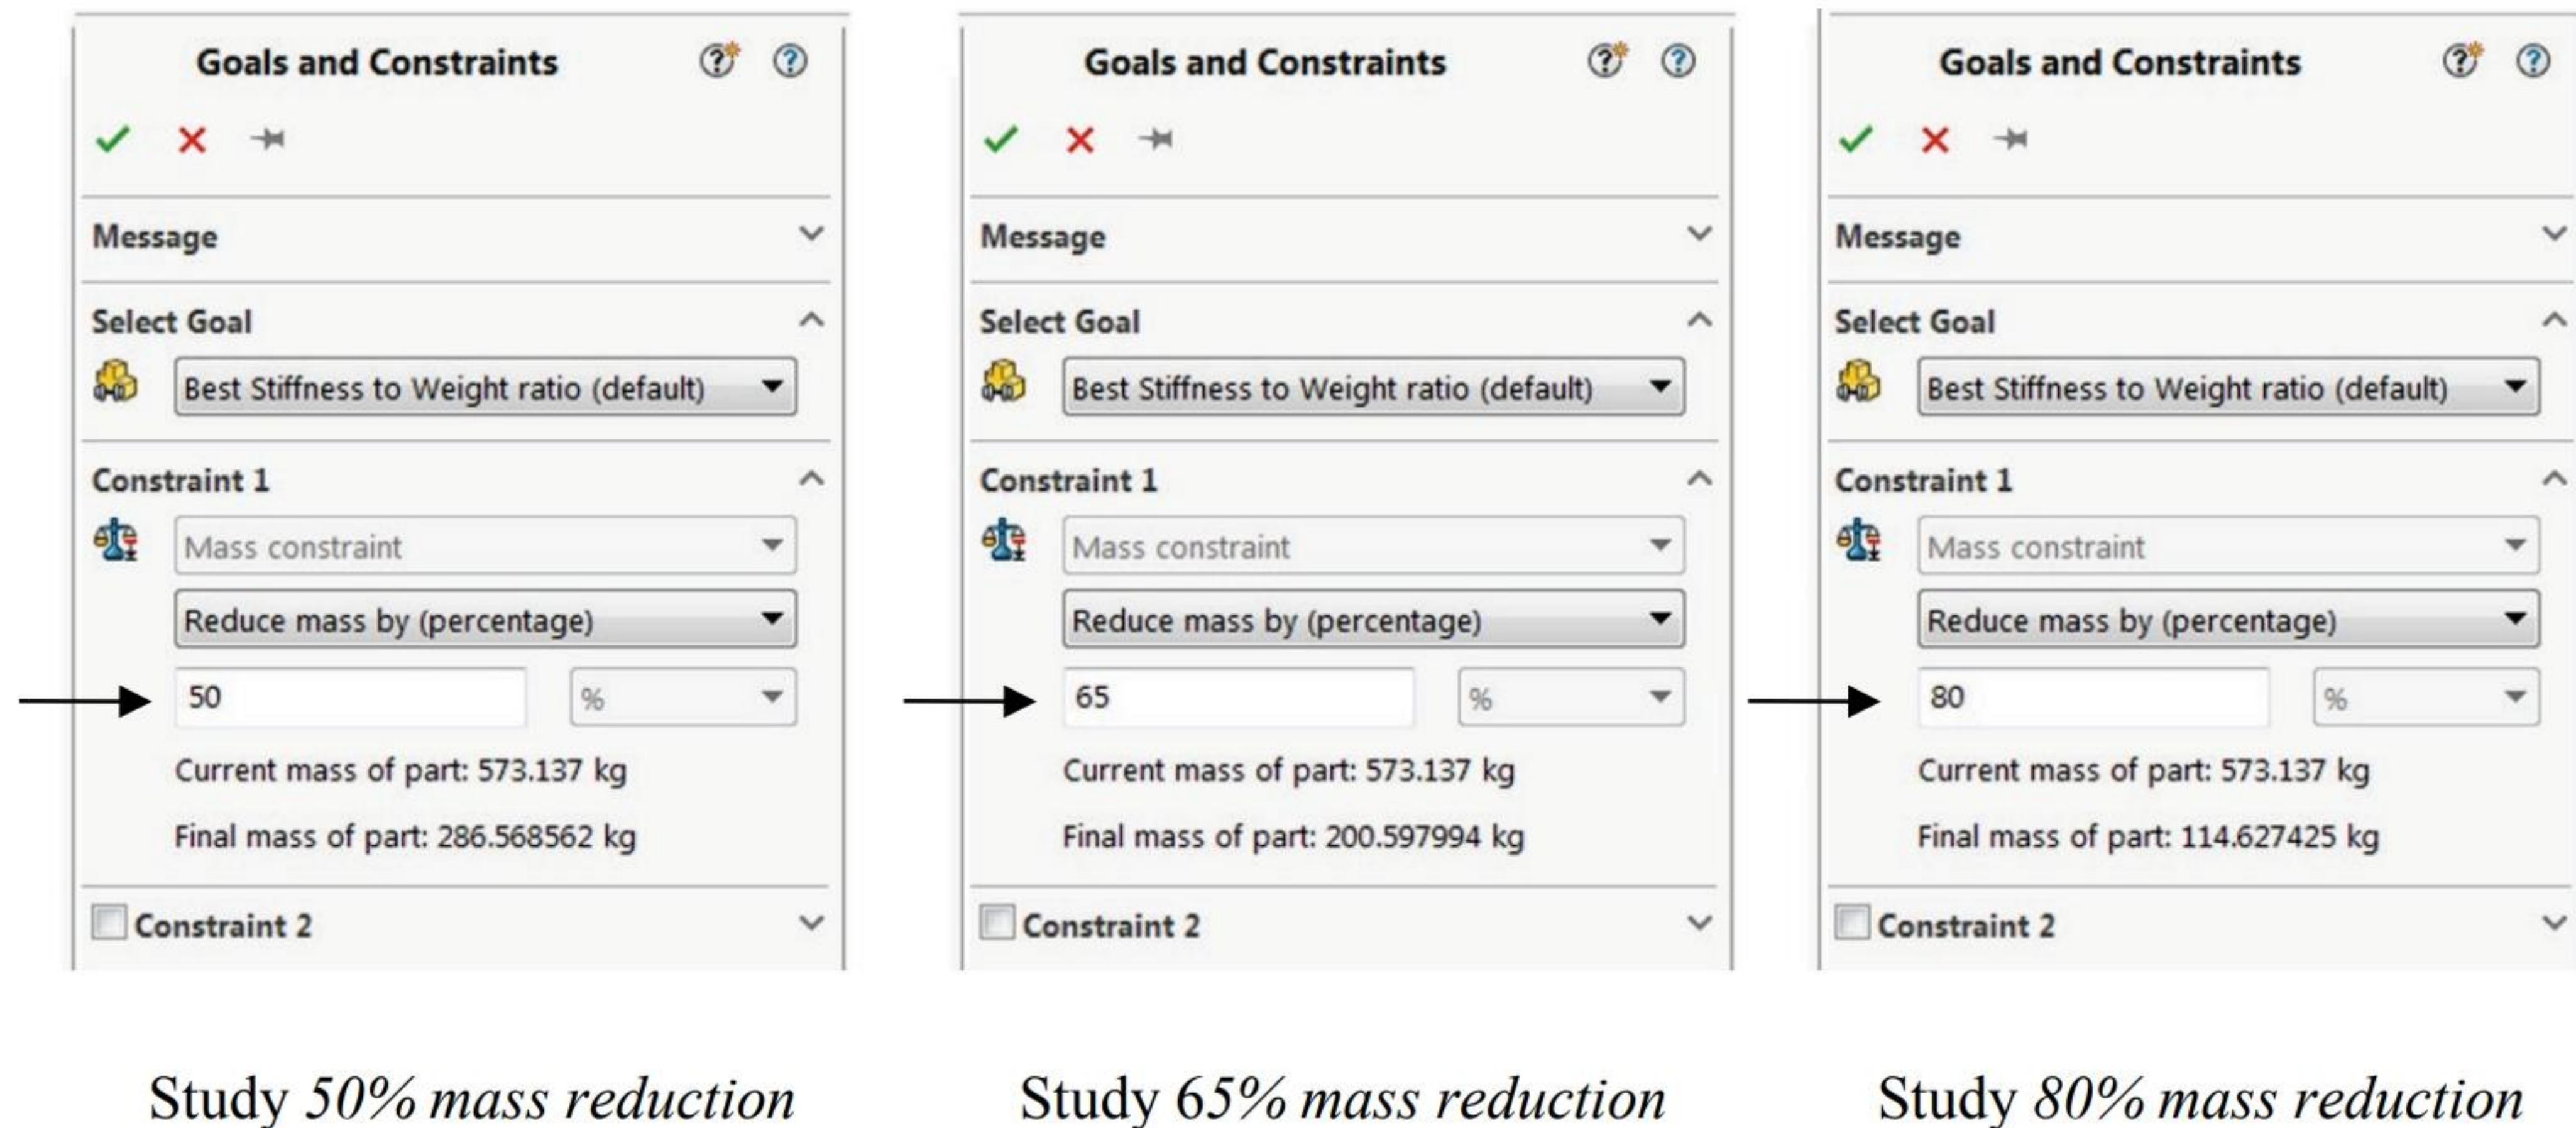 Goals and Constraints
Message
Select Goal
Best Stiffness to Weight ratio (default)
Constraint 1
Mass constraint
Reduce mass by (percentage)
50 %
Current mass of part: 573.137 kg
Final mass of part: 286.568562 kg
Constraint 2
Study 50% mass reduction
Goals and Constraints
Message
Select Goal
Best Stiffness to Weight ratio (default)
Constraint 1
Mass constraint
Reduce mass by (percentage)
65 %
Current mass of part: 573.137 kg
Final mass of part: 200.597994 kg
Constraint 2
Study 65% mass reduction
Goals and Constraints
Message
Select Goal
Best Stiffness to Weight ratio (default)
Constraint 1
Mass constraint
Reduce mass by (percentage)
80 %
Current mass of part: 573.137 kg
Final mass of part: 114.627425 kg
Constraint 2
Study 80% mass reduction